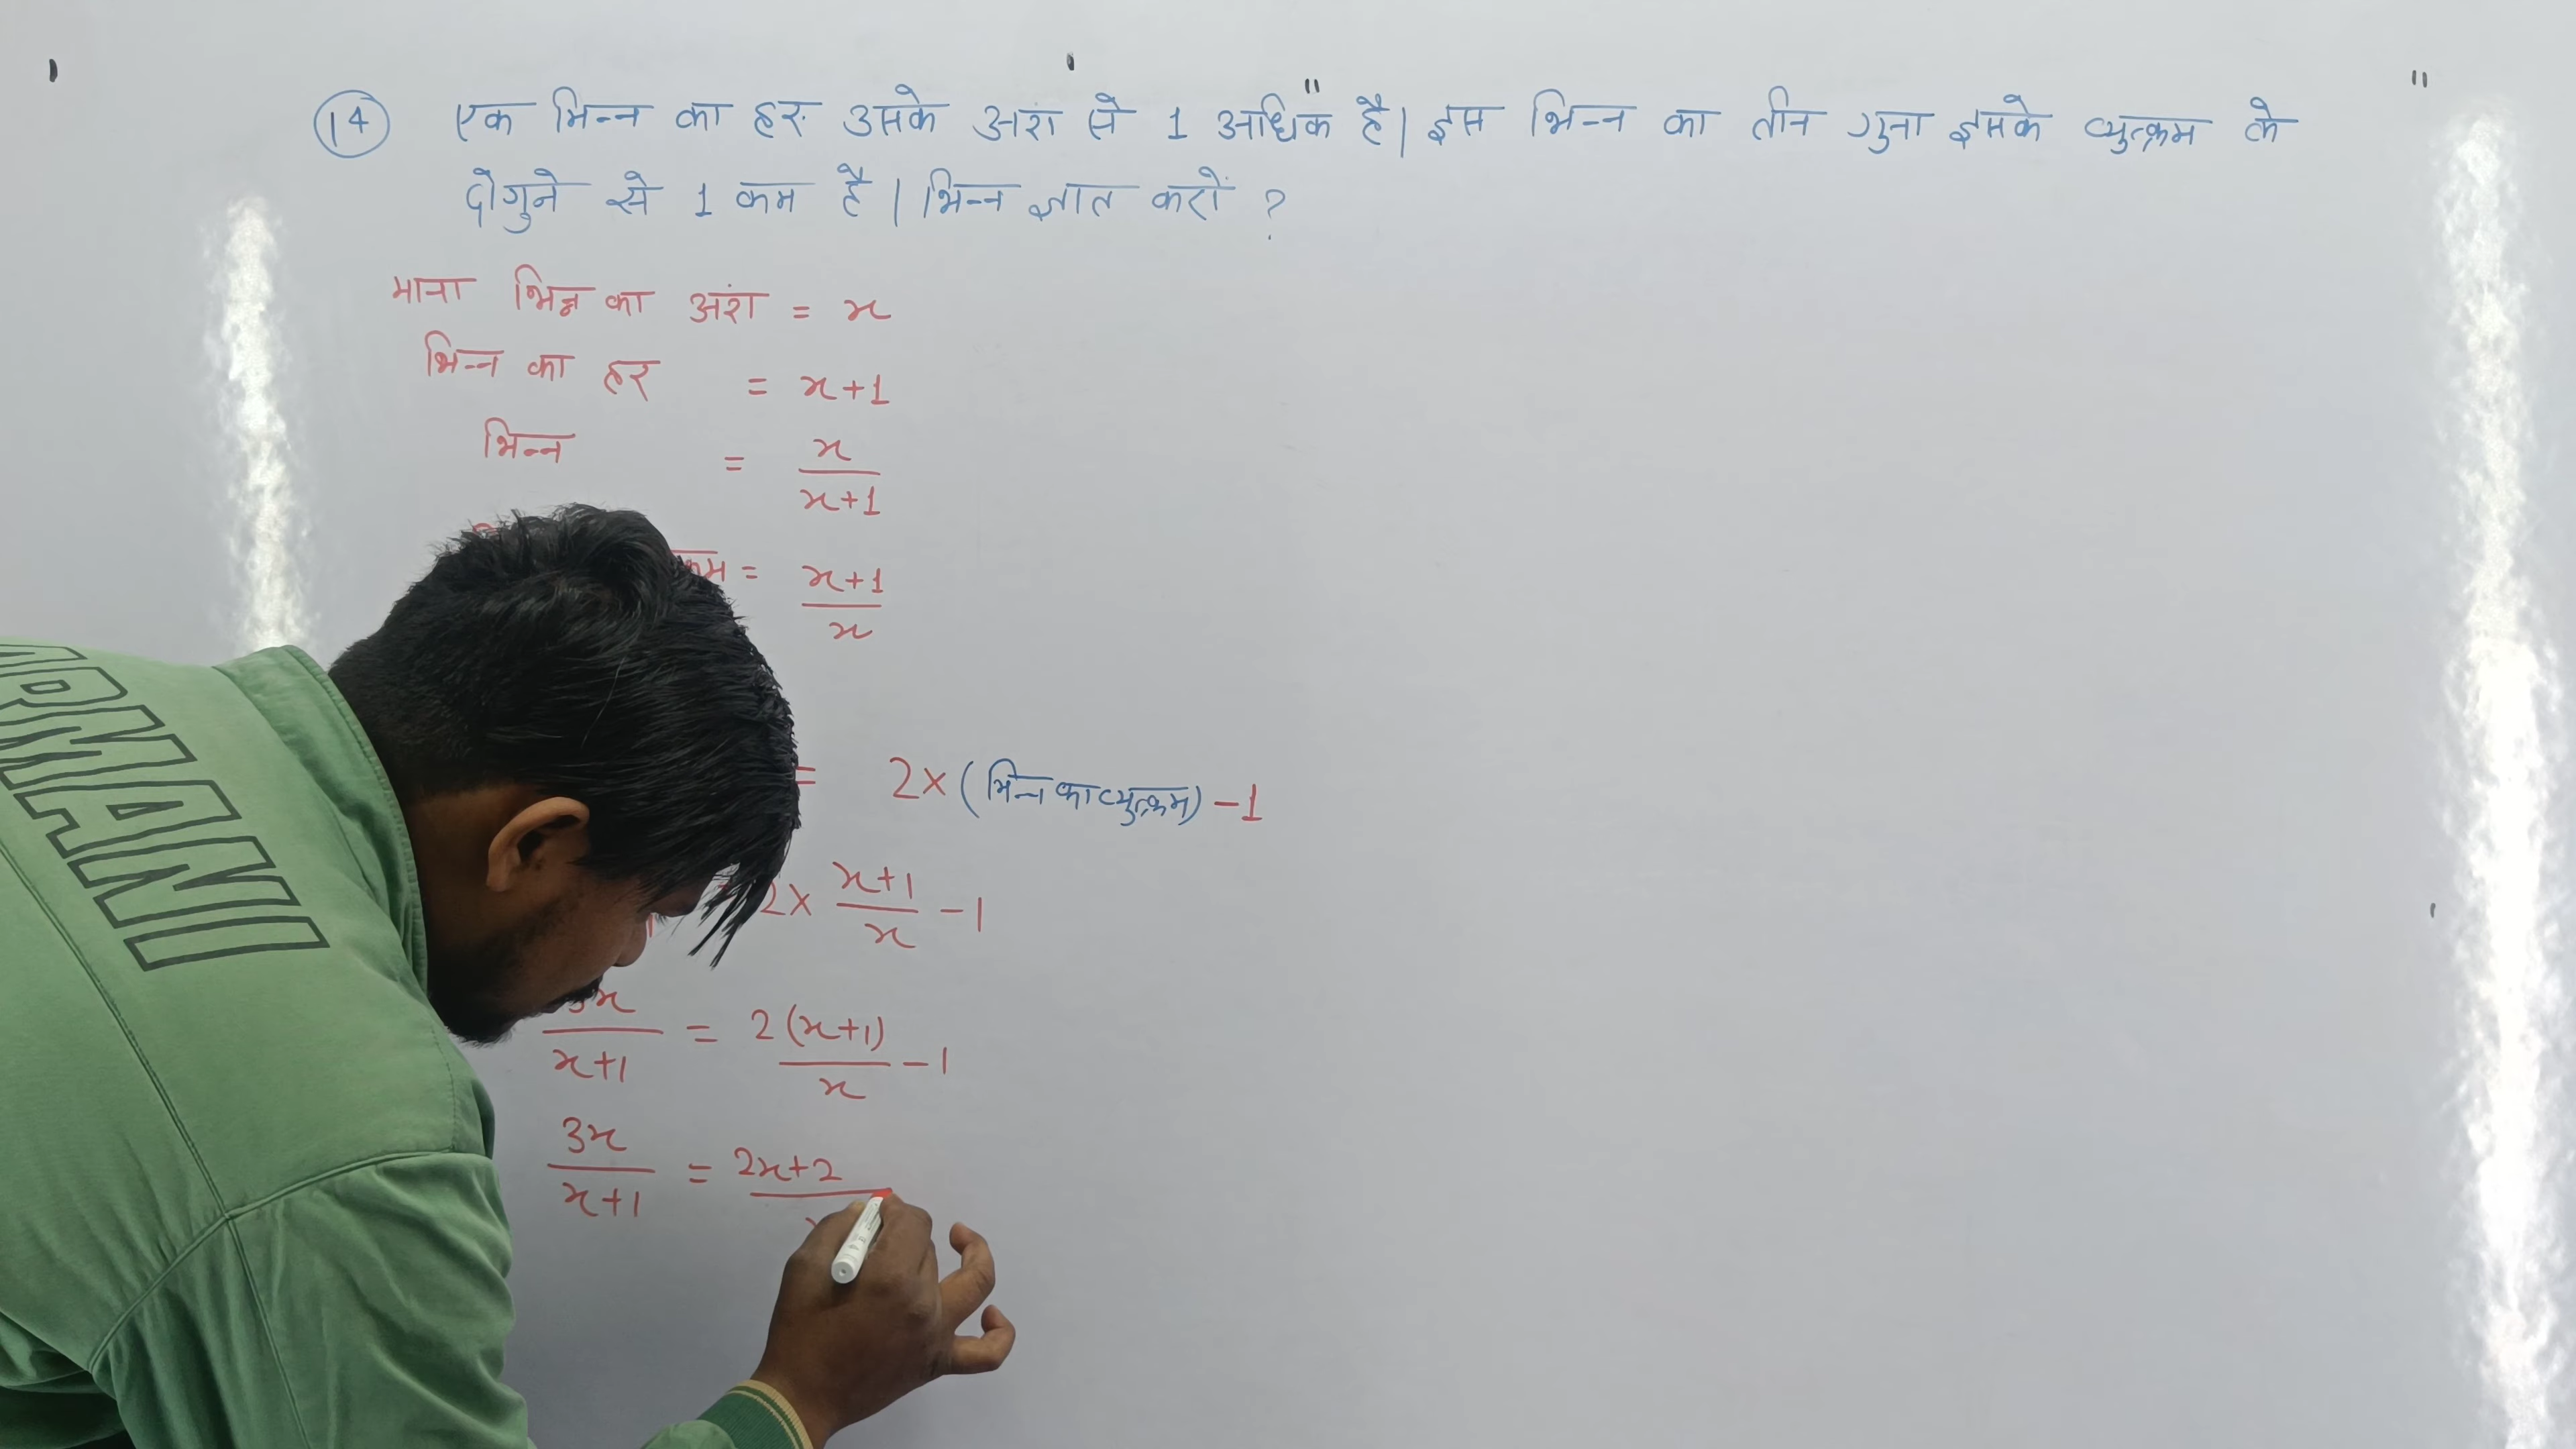 14 एक भिन्न का हर उसके अंश से 1 अधिक है| इस भिन्न का तीन गुना इसके व्युत्क्रम के
दोगुने से 1 कम है| भिन्न ज्ञात करों ?
माना भिन्न का अंश = x
भिन्न का हर = x+1
भिन्न = x/(x+1)
= (x+1)/x
= 2×(भिन्न का व्युत्क्रम) -1
2× (x+1)/x -1
3x/(x+1) = 2(x+1)/x -1
3x/(x+1) = 2x+2
ARMANI